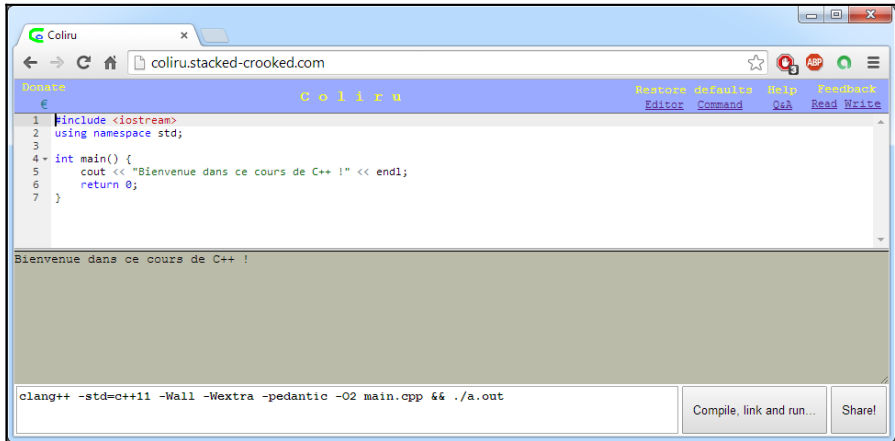 Coliru
coliru.stacked-crooked.com
3
ABP
Donate
€
Coliru
Restore defaults
Editor Command
Help
Q&A
Feedback
Read Write
1 #include <iostream>
2 using namespace std;
3
4 int main() {
5 cout << "Bienvenue dans ce cours de C++ !" << endl;
6 return 0;
7 }
Bienvenue dans ce cours de C++ !
clang++ -std=c++11 -Wall -Wextra -pedantic -O2 main.cpp && ./a.out
Compile, link and run...
Share!